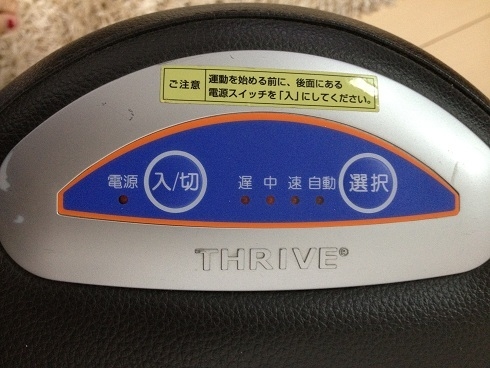 ご注意
運動を始める前に、後面にある
電源スイッチを「入」にしてください。
電源 入/切 遅 中 速 自動 選択
THRIVE®